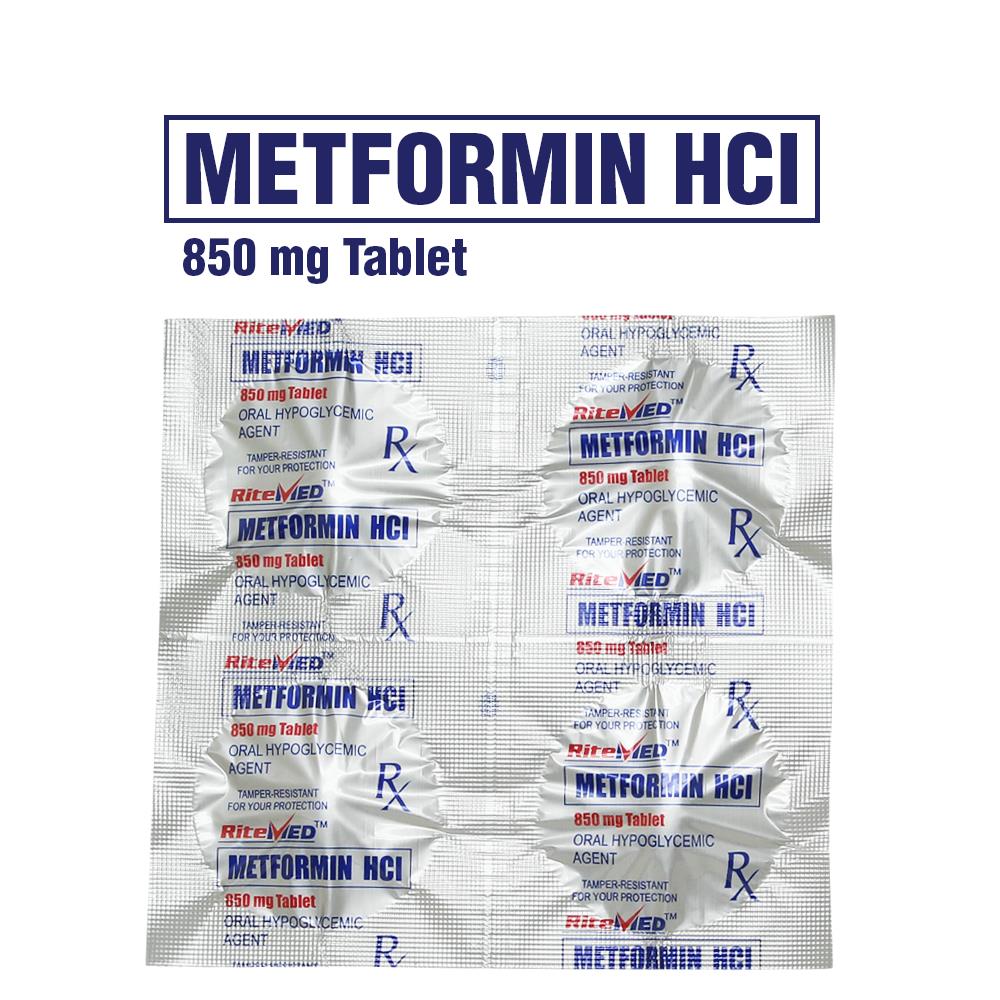 METFORMIN HCl
850 mg Tablet
RiteMED
METFORMIN HCl
850 mg Tablet
ORAL HYPOGLYCEMIC
AGENT
Rx
TAMPER-RESISTANT
FOR YOUR PROTECTION
RiteMED™
METFORMIN HCl
850 mg Tablet
ORAL HYPOGLYCEMIC
AGENT
Rx
TAMPER-RESISTANT
FOR YOUR PROTECTION
RiteMED™
METFORMIN HCl
850 mg Tablet
ORAL HYPOGLYCEMIC
AGENT
Rx
TAMPER-RESISTANT
FOR YOUR PROTECTION
RiteMED™
METFORMIN HCl
850 mg Tablet
ORAL HYPOGLYCEMIC
AGENT
Rx
TAMPER-RESISTANT
850 mg Tablet
ORAL HYPOGLYCEMIC
AGENT
Rx
TAMPER-RESISTANT
FOR YOUR PROTECTION
RiteMED™
METFORMIN HCl
850 mg Tablet
ORAL HYPOGLYCEMIC
AGENT
Rx
TAMPER-RESISTANT
FOR YOUR PROTECTION
RiteMED™
METFORMIN HCl
850 mg Tablet
ORAL HYPOGLYCEMIC
AGENT
Rx
TAMPER-RESISTANT
FOR YOUR PROTECTION
RiteMED™
METFORMIN HCl
850 mg Tablet
ORAL HYPOGLYCEMIC
AGENT
Rx
TAMPER-RESISTANT
FOR YOUR PROTECTION
RiteMED™
METFORMIN HCl